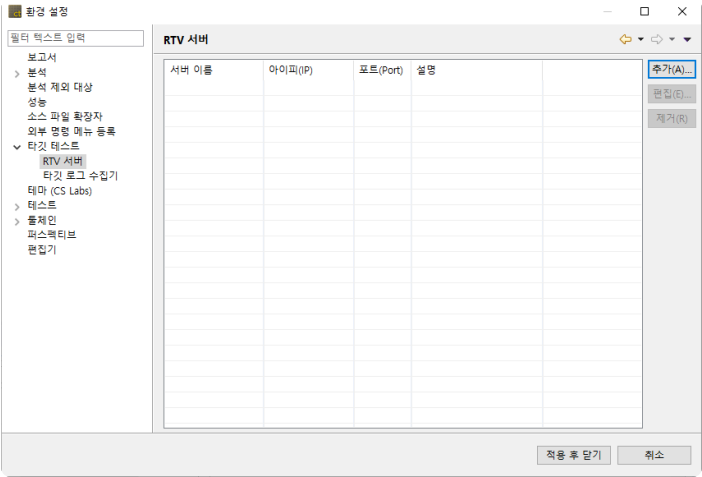 환경 설정
필터 텍스트 입력
보고서
분석
분석 제외 대상
성능
소스 파일 확장자
외부 명령 메뉴 등록
타깃 테스트
RTV 서버
타깃 로그 수집기
테마 (CS Labs)
테스트
툴체인
퍼스펙티브
편집기
RTV 서버
서버 이름 아이피(IP) 포트(Port) 설명
추가(A)...
편집(E)...
제거(R)
적용 후 닫기 취소